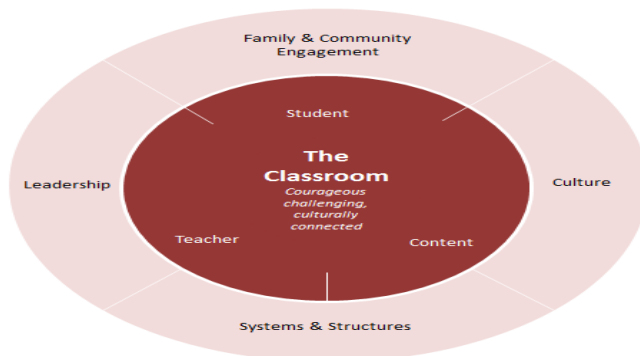 Family & Community
Engagement
Student
The
Classroom
Courageous
challenging,
culturally
connected
Leadership
Culture
Teacher
Content
Systems & Structures